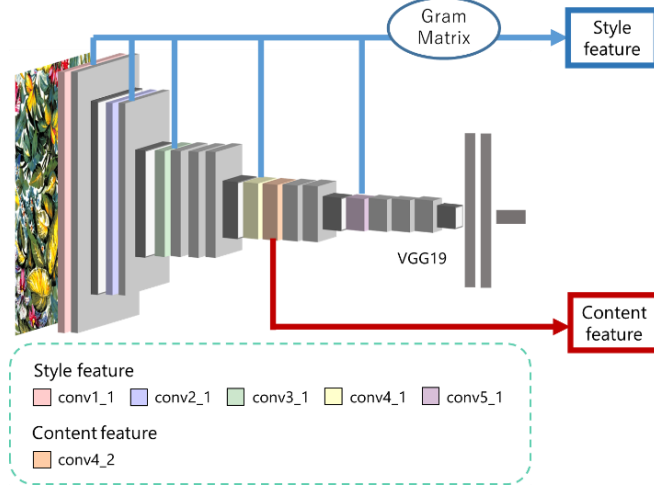 Gram
Matrix
Style
feature
VGG19
Content
feature
Style feature
conv1_1
conv2_1
conv3_1
conv4_1
conv5_1
Content feature
conv4_2